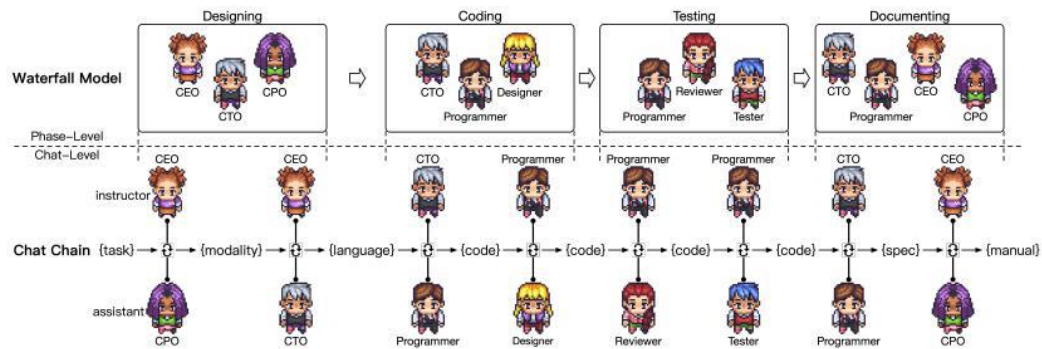 Designing Coding Testing Documenting
Waterfall Model
CEO CPO CTO
CTO Designer Programmer
Reviewer Programmer Tester
CTO CEO Programmer CPO
Phase-Level
Chat-Level
CEO CEO CTO Programmer Programmer Programmer CTO CEO
instructor
Chat Chain {task} {modality} {language} {code} {code} {code} {code} {spec} {manual}
assistant
CPO CTO Programmer Designer Reviewer Tester Programmer CPO